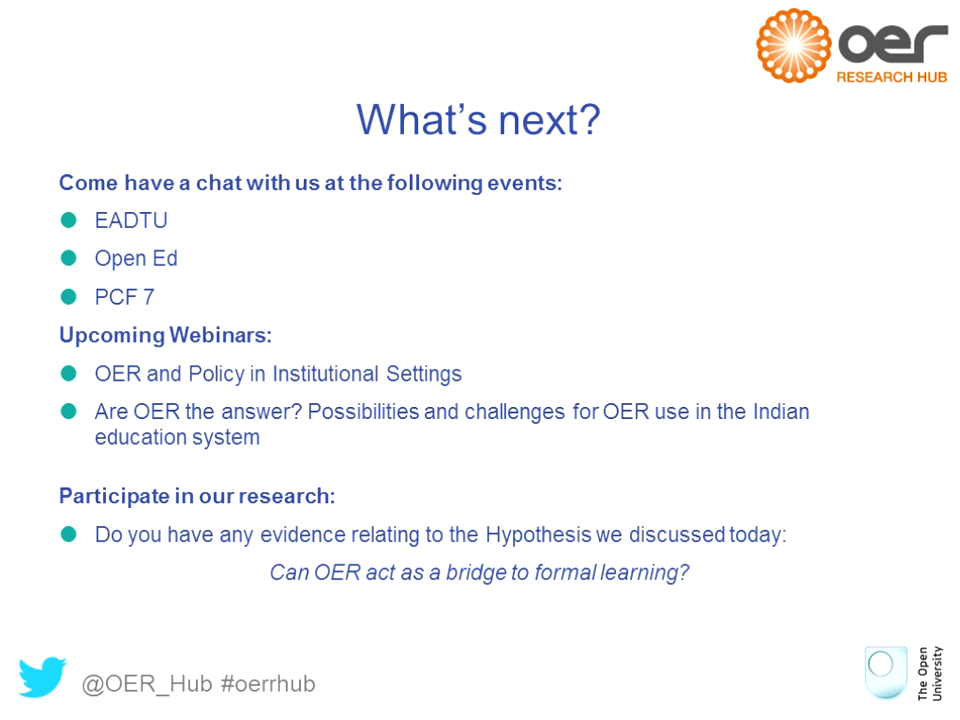 oer
RESEARCH HUB
What's next?
Come have a chat with us at the following events:
EADTU
Open Ed
PCF 7
Upcoming Webinars:
OER and Policy in Institutional Settings
Are OER the answer? Possibilities and challenges for OER use in the Indian
education system
Participate in our research:
Do you have any evidence relating to the Hypothesis we discussed today:
Can OER act as a bridge to formal learning?
@OER_Hub #oerrhub
The Open
University